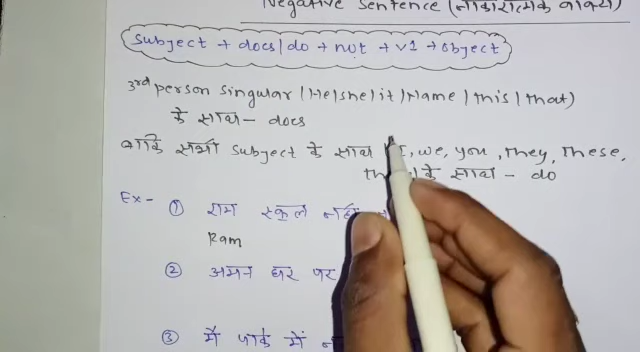 Negative Sentence (नाकारात्मक वाक्य)
Subject + does/do + not + v1 + object
3rd person singular (He/she/it/Name/this/that)
के साथ - does
बाकि सभी subject के साथ I, we, you, they, these,
के साथ - do
Ex- ① राम स्कूल नहीं
Ram
② अमन घर पर
③ मैं पार्क में